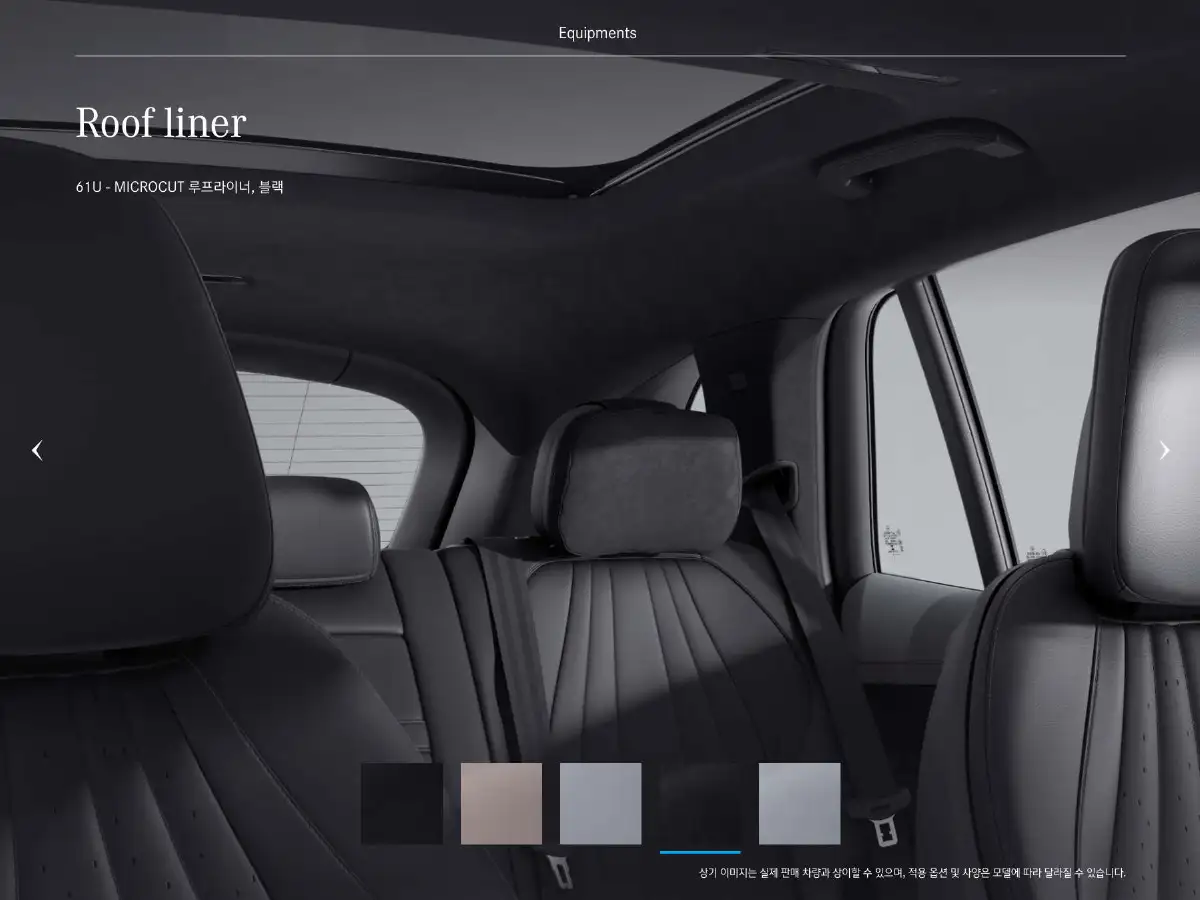 Equipments
Roof liner
61U - MICROCUT 루프라이너, 블랙
상기 이미지는 실제 판매 차량과 상이할 수 있으며, 적용 옵션 및 사양은 모델에 따라 달라질 수 있습니다.